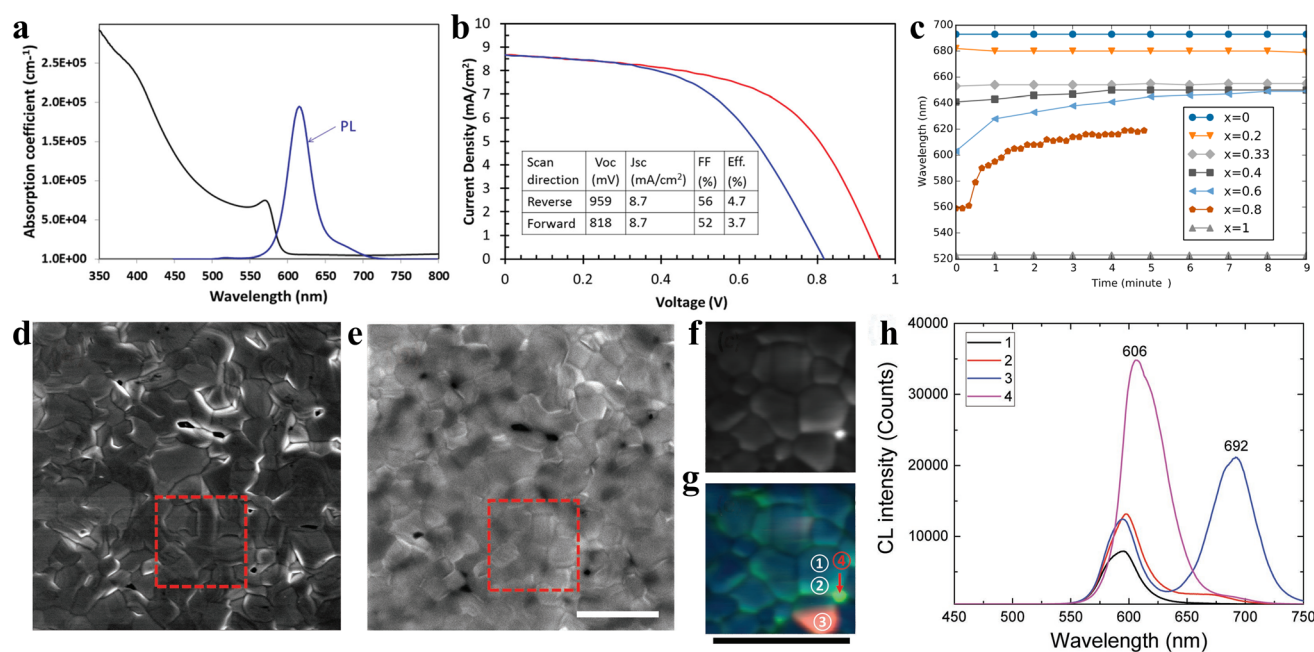 a
Absorption coefficient (cm-1)
2.5E+05
2.0E+05
1.5E+05
1.0E+05
5.0E+04
1.0E+00
PL
350 400 450 500 550 600 650 700 750 800
Wavelength (nm)
b
Current Density (mA/cm2)
10
9
8
7
6
5
4
3
2
1
0
Scan direction Voc (mV) Jsc (mA/cm2) FF (%) Eff. (%)
Reverse 959 8.7 56 4.7
Forward 818 8.7 52 3.7
0 0.2 0.4 0.6 0.8 1
Voltage (V)
c
Wavelength (nm)
700
680
660
640
620
600
580
560
540
520
x=0
x=0.2
x=0.33
x=0.4
x=0.6
x=0.8
x=1
0 1 2 3 4 5 6 7 8 9
Time (minute )
d
e
f
g
① ④
②
③
h
CL intensity (Counts)
40000
30000
20000
10000
1
2
3
4
606
692
450 500 550 600 650 700 750
Wavelength (nm)